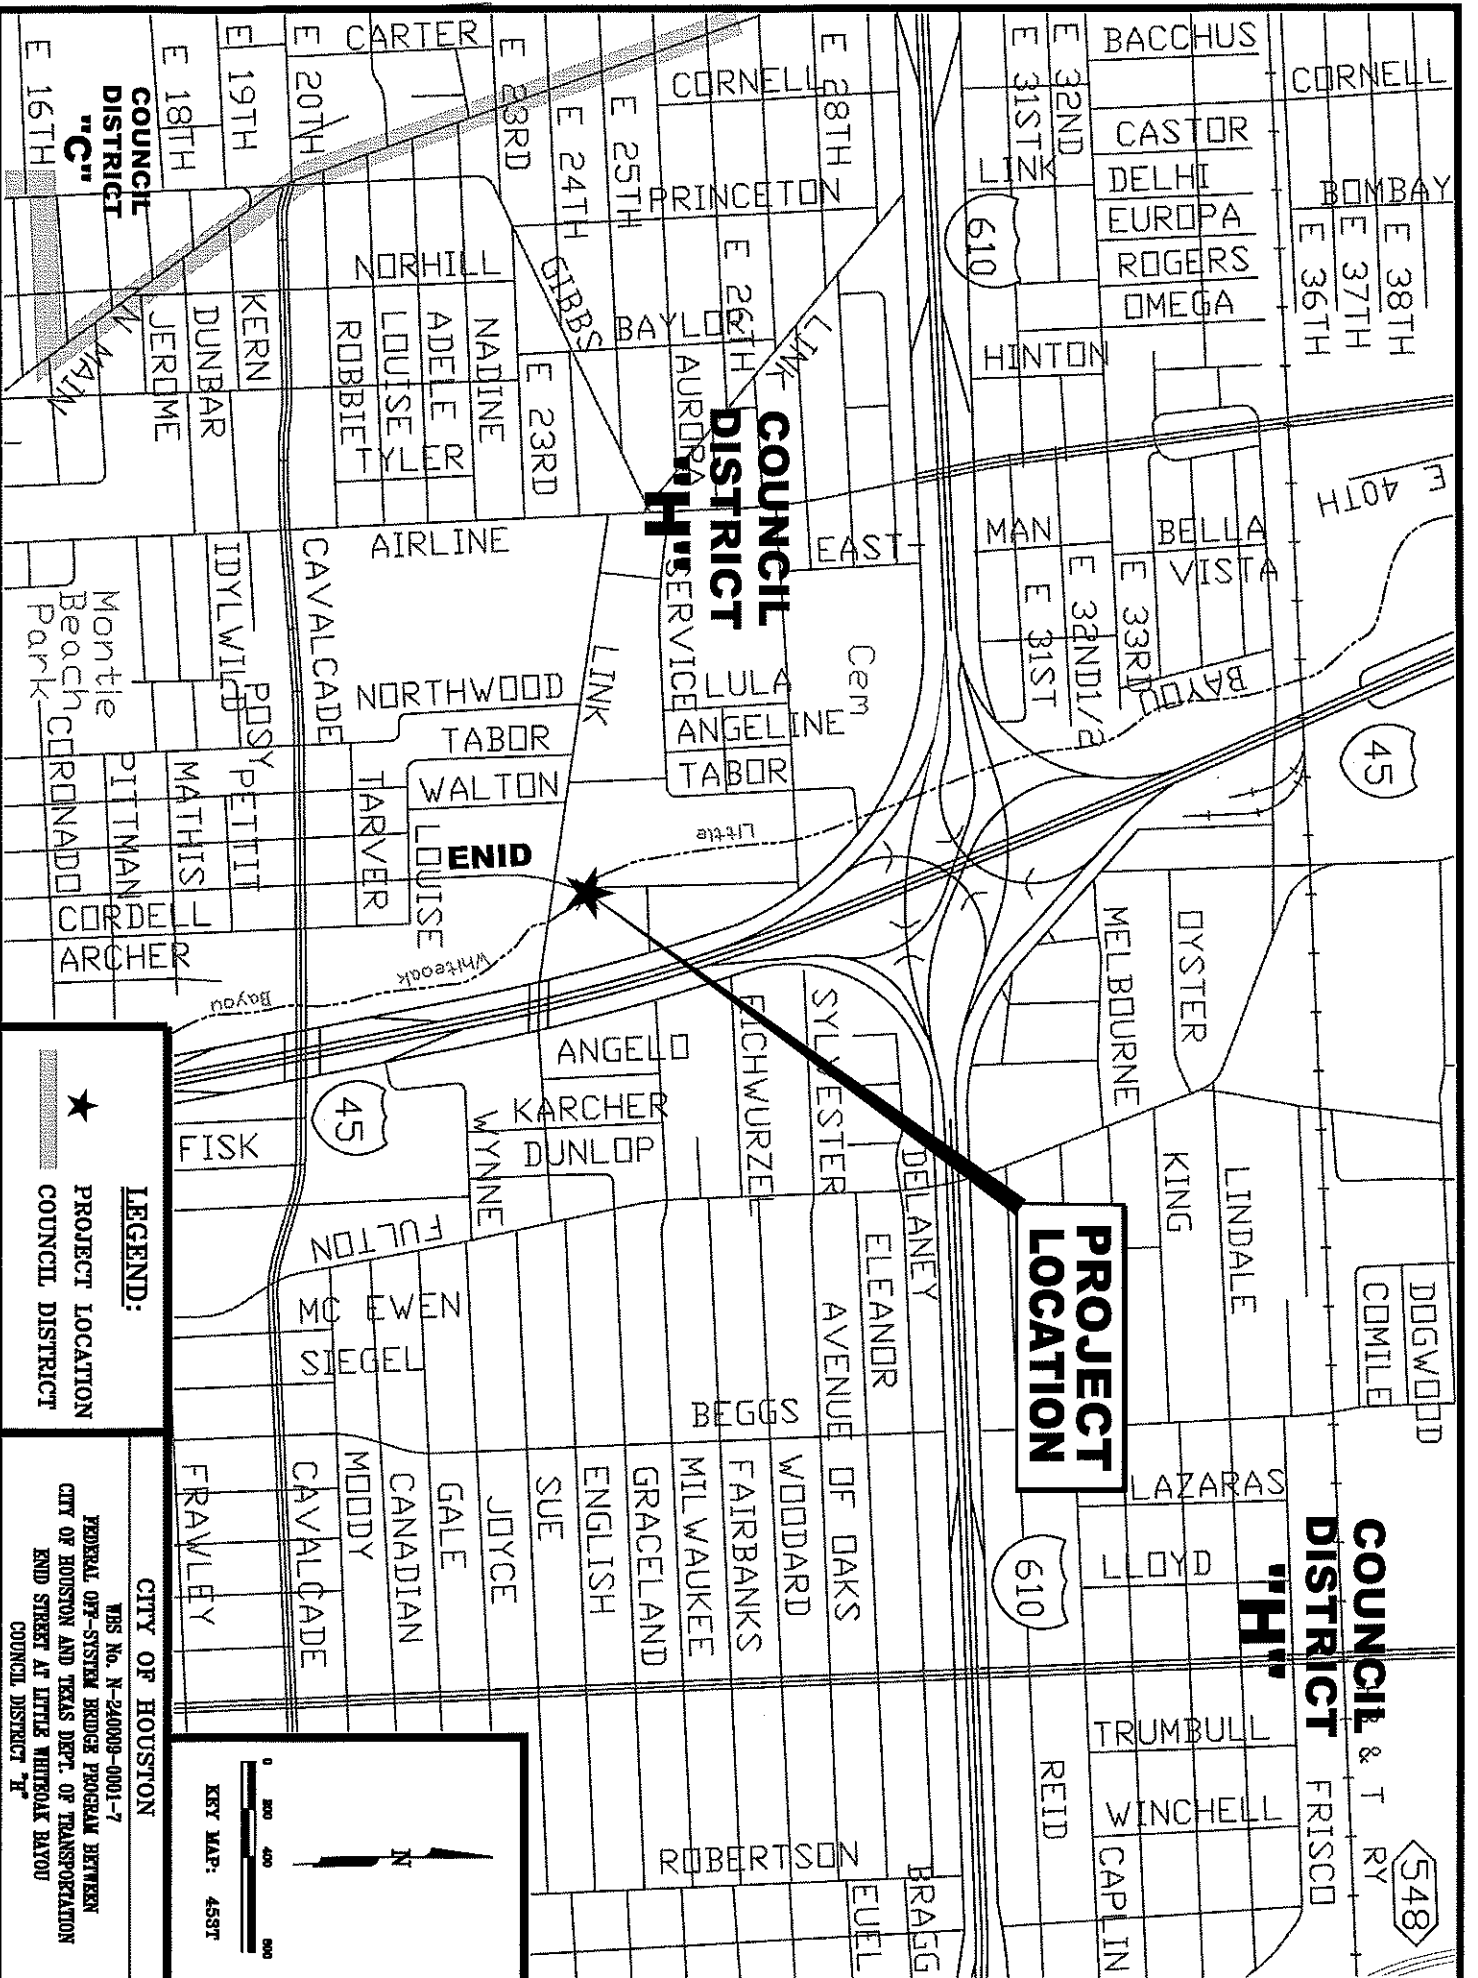 BACCHUS
CORNELL
CASTOR
DELHI
BOMBAY
EUROPA
ROGERS
OMEGA
E 38TH
E 37TH
E 36TH
E 32ND
E 31ST
LINK
610
HINTON
E 40TH
MAN
BELLA
VISTA
E 33RD
E 32ND1/2
E 31ST
BAYOU
45
OYSTER
MELBOURNE
KING
LINDALE
DOGWOOD
COMILE
LAZARAS
LLOYD
610
COUNCIL
DISTRICT
"H"
& T RY
FRISCO
548
TRUMBULL
REID
WINCHELL
CAPLIN
PROJECT
LOCATION
E 28TH
CORNELL
E 25TH
E 24TH
E 23RD
PRINCETON
E 26TH
LINK
BAYLOR
AURORA
GIBBS
COUNCIL
DISTRICT
"H"
EAST
SERVICE
Cem
LULA
ANGELINE
TABOR
LINK
Little
SYLVESTER
EICHWURZEL
DELANEY
ELEANOR
AVENUE OF OAKS
BEGGS
WOODARD
FAIRBANKS
MILWAUKEE
GRACELAND
ENGLISH
SUE
JOYCE
GALE
CANADIAN
MOODY
CAVALCADE
FRAWLEY
ROBERTSON
BRAGG
EUEL
ANGELO
KARCHER
DUNLOP
WYNNE
FULTON
MC EWEN
SIEGEL
45
FISK
CARTER
E 20TH
E 19TH
E 18TH
E 16TH
COUNCIL
DISTRICT
"C"
NORHILL
NADINE
ADELE
LOUISE
ROBBIE
TYLER
E 23RD
KERN
DUNBAR
JEROME
N MAIN
AIRLINE
CAVALCADE
IDYLWILD
POSY
Montie
Beach
Park
NORTHWOOD
TABOR
WALTON
LOUISE
ENID
TARVER
PETTIT
MATHIS
PITTMAN
CORONADO
CORDELL
ARCHER
Whiteoak
Bayou
LEGEND:
PROJECT LOCATION
COUNCIL DISTRICT
0 200 400 800
N
KEY MAP: 453T
CITY OF HOUSTON
WBS No. N-240009-0001-7
FEDERAL OFF-SYSTEM BRIDGE PROGRAM BETWEEN
CITY OF HOUSTON AND TEXAS DEPT. OF TRANSPORTATION
ENID STREET AT LITTLE WHITEOAK BAYOU
COUNCIL DISTRICT "H"